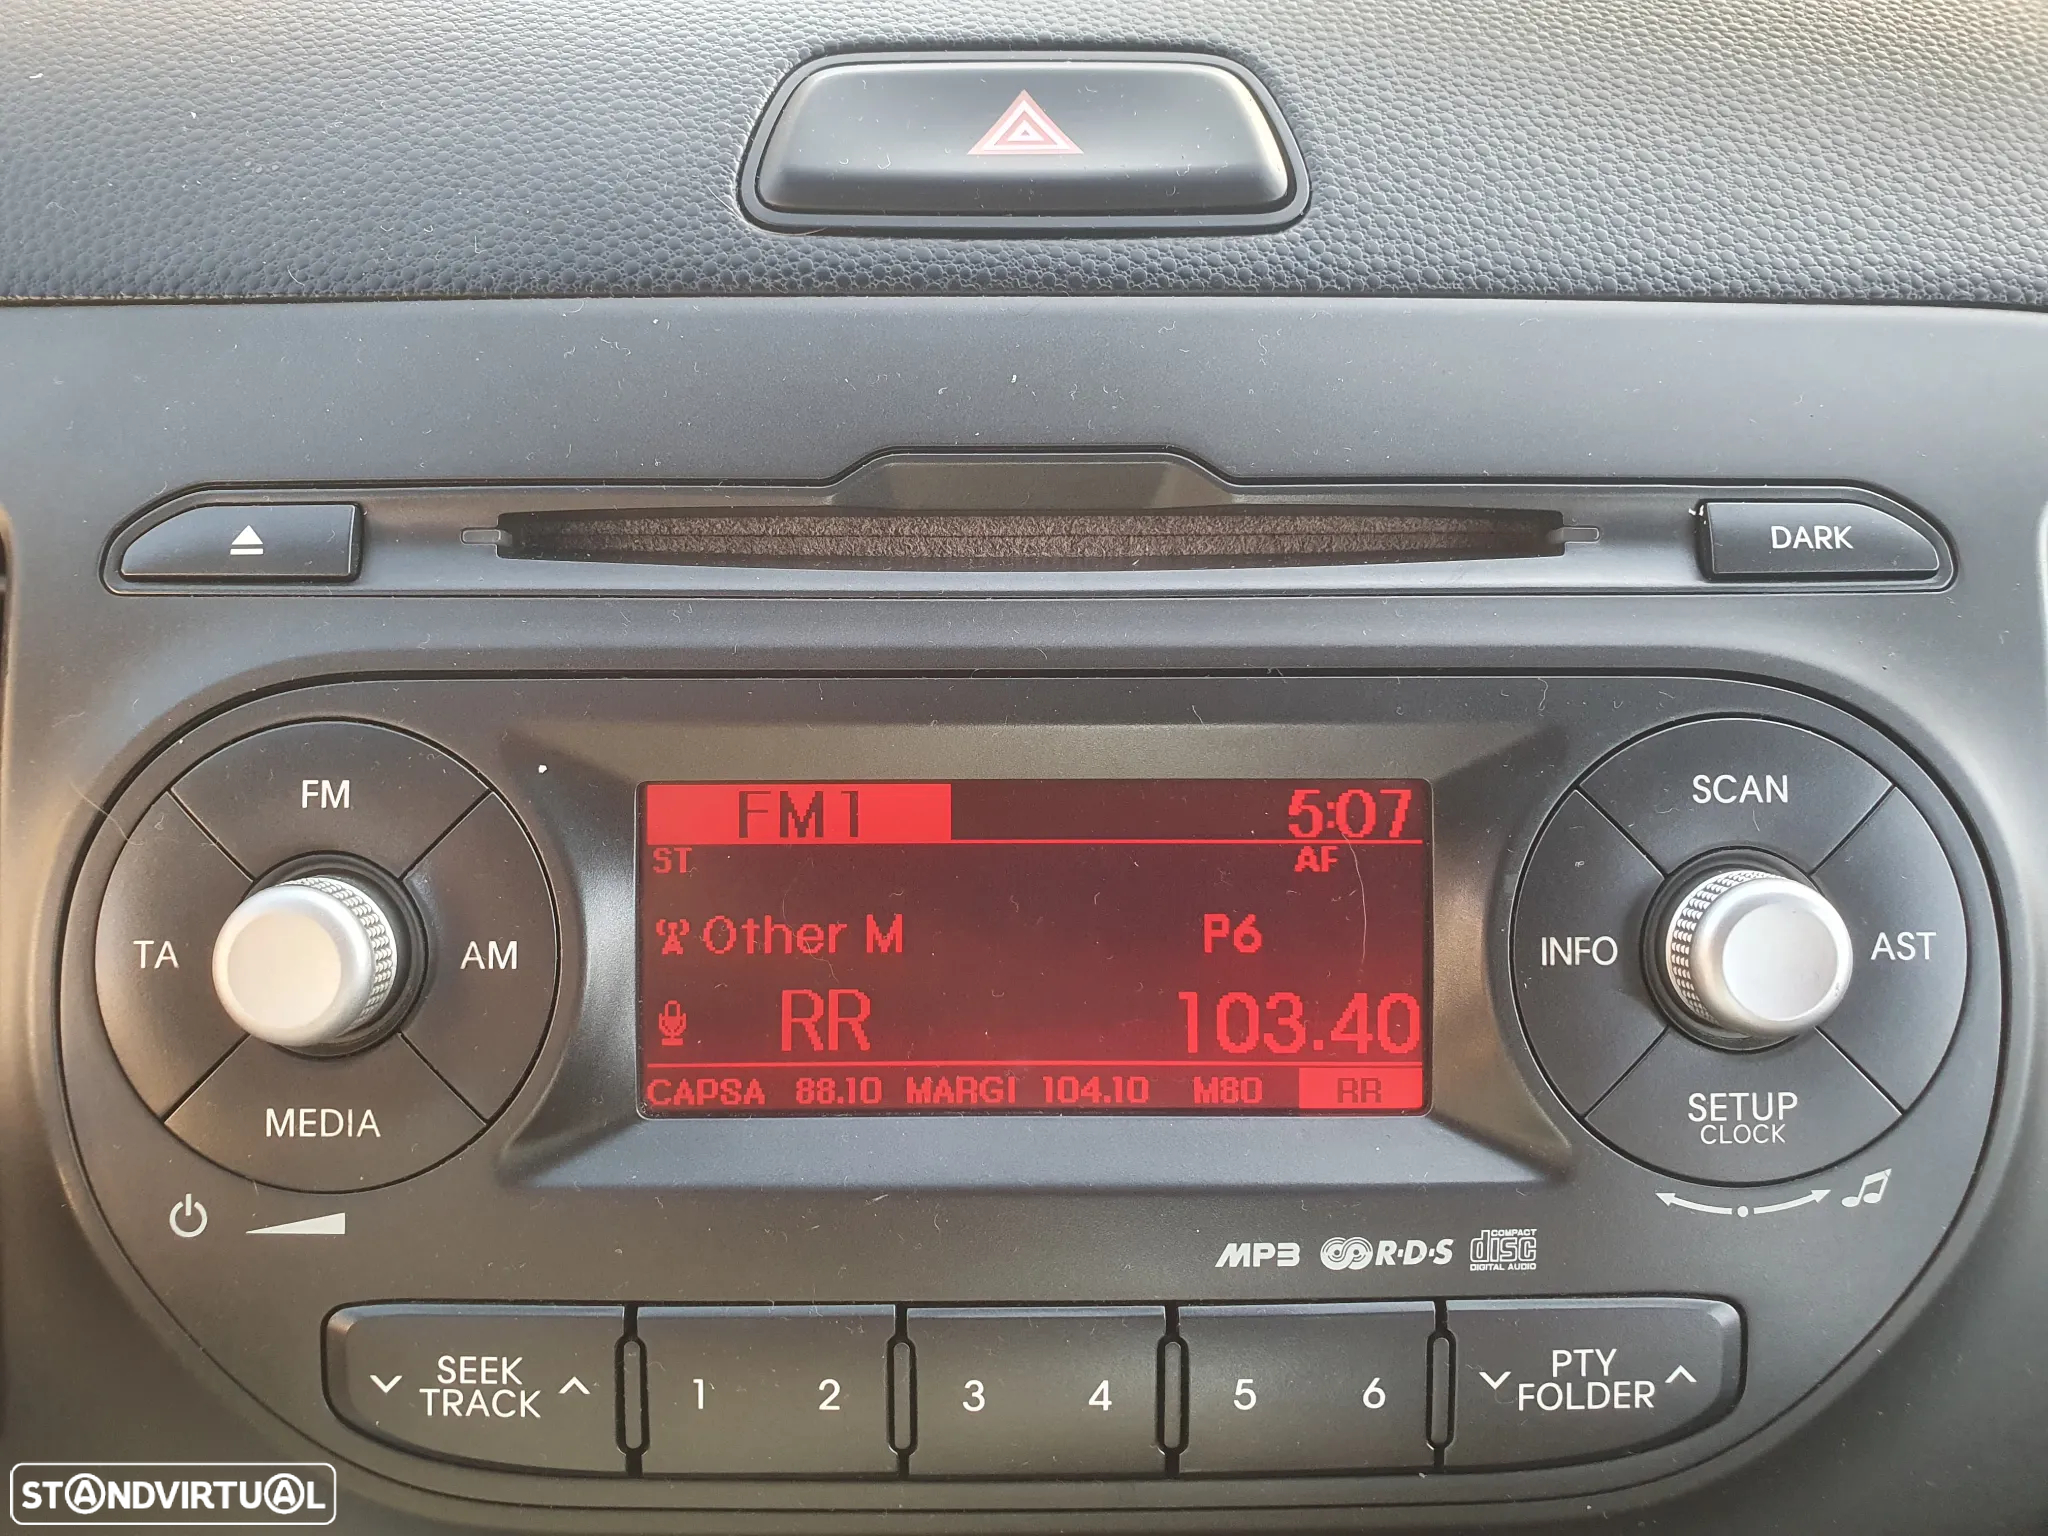 DARK
FM
TA
AM
MEDIA
FM1 5:07
ST AF
Other M P6
RR 103.40
CAPSA 88.10 MARGI 104.10 M80 RR
SCAN
INFO
AST
SETUP
CLOCK
MP3 R·D·S COMPACT disc DIGITAL AUDIO
SEEK
TRACK
1 2 3 4 5 6
PTY
FOLDER
STANDVIRTUAL